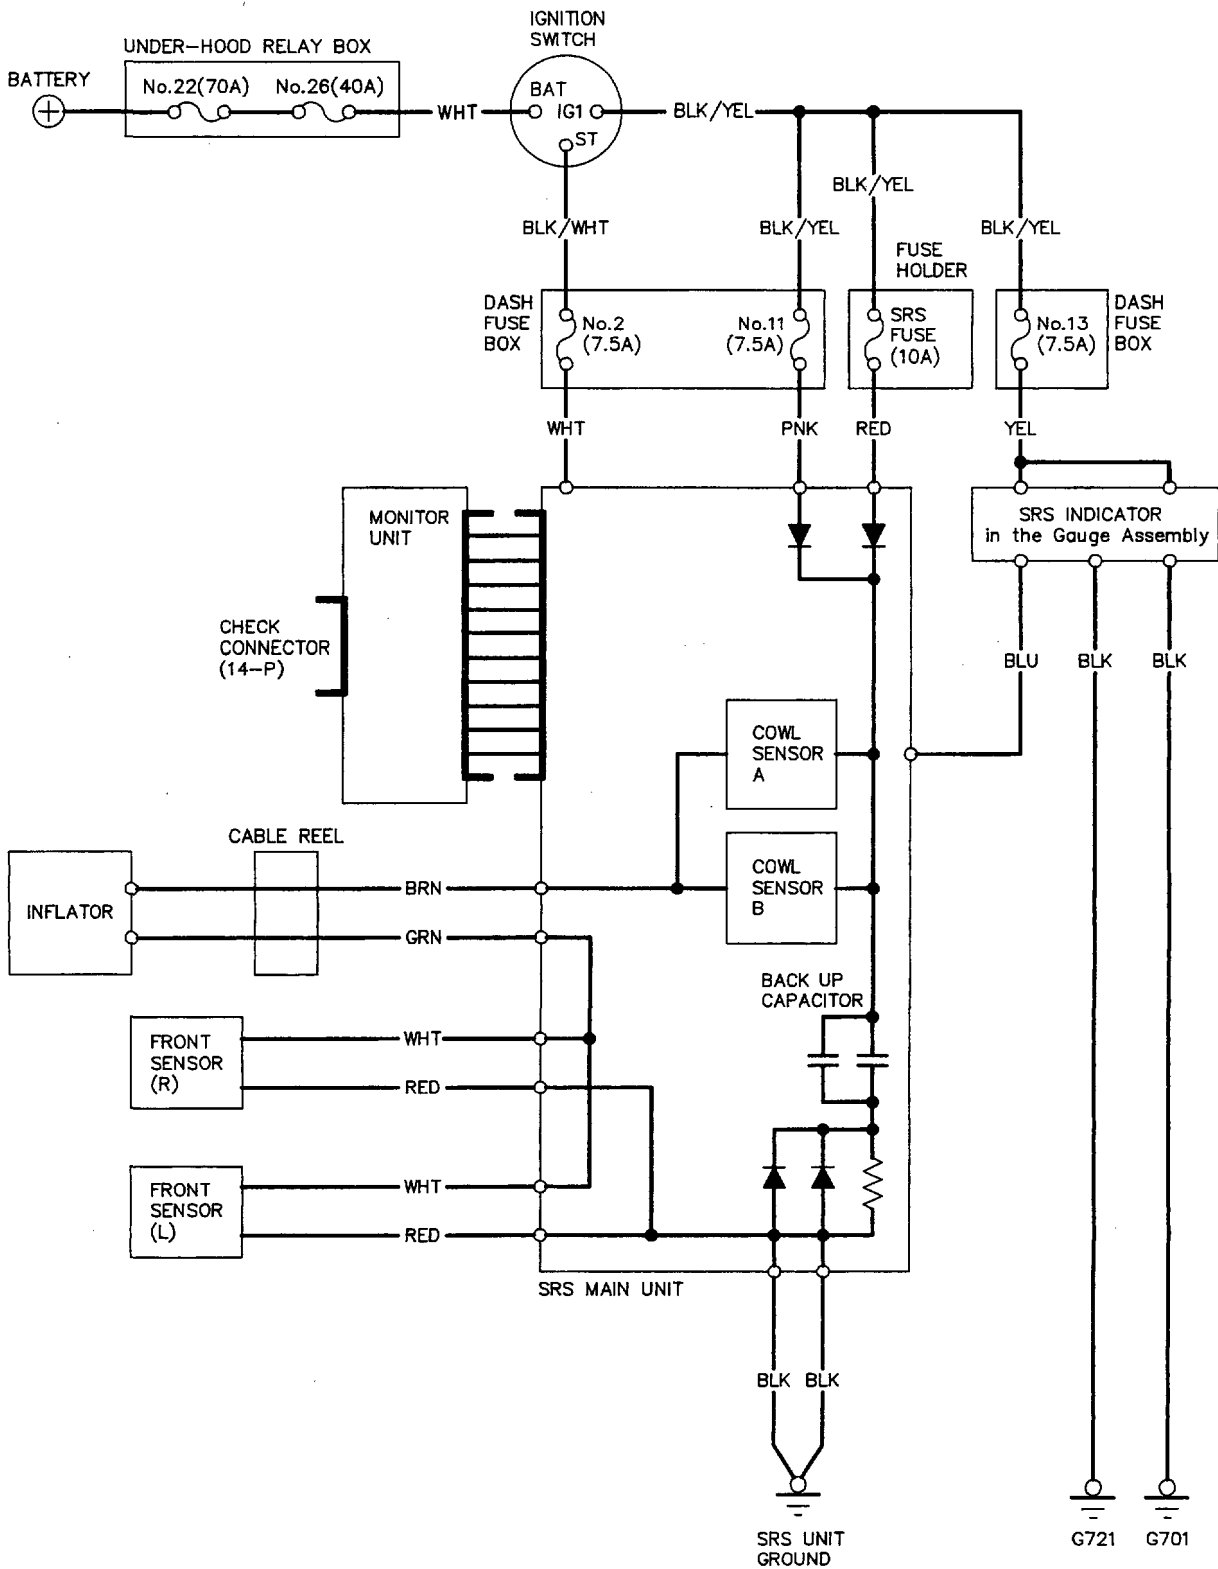 IGNITION
SWITCH
UNDER-HOOD RELAY BOX
BATTERY
No.22(70A)
No.26(40A)
WHT
BAT
IG1
ST
BLK/YEL
BLK/WHT
BLK/YEL
BLK/YEL
BLK/YEL
FUSE
HOLDER
DASH
FUSE
BOX
No.2
(7.5A)
No.11
(7.5A)
SRS
FUSE
(10A)
No.13
(7.5A)
DASH
FUSE
BOX
WHT
PNK
RED
YEL
MONITOR
UNIT
SRS INDICATOR
in the Gauge Assembly
CHECK
CONNECTOR
(14-P)
BLU
BLK
BLK
COWL
SENSOR
A
CABLE REEL
INFLATOR
BRN
GRN
COWL
SENSOR
B
BACK UP
CAPACITOR
FRONT
SENSOR
(R)
WHT
RED
FRONT
SENSOR
(L)
WHT
RED
SRS MAIN UNIT
BLK
BLK
SRS UNIT
GROUND
G721
G701